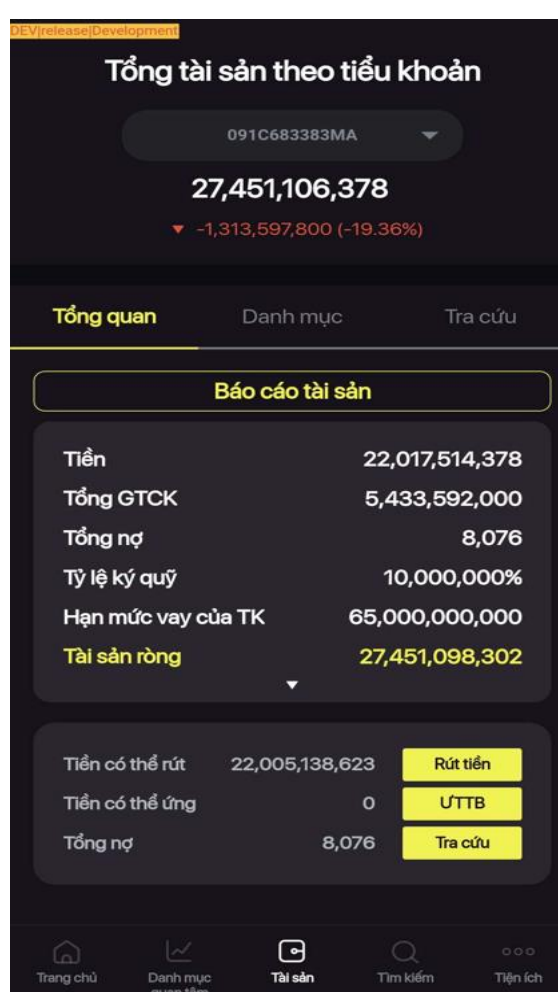 DEV|release|Development
Tổng tài sản theo tiểu khoản
091C683383MA
27,451,106,378
-1,313,597,800 (-19.36%)
Tổng quan Danh mục Tra cứu
Báo cáo tài sản
Tiền 22,017,514,378
Tổng GTCK 5,433,592,000
Tổng nợ 8,076
Tỷ lệ ký quỹ 10,000,000%
Hạn mức vay của TK 65,000,000,000
Tài sản ròng 27,451,098,302
Tiền có thể rút 22,005,138,623 Rút tiền
Tiền có thể ứng 0 ƯTTB
Tổng nợ 8,076 Tra cứu
Trang chủ Danh mục Tài sản Tìm kiếm Tiện ích
quan tâm